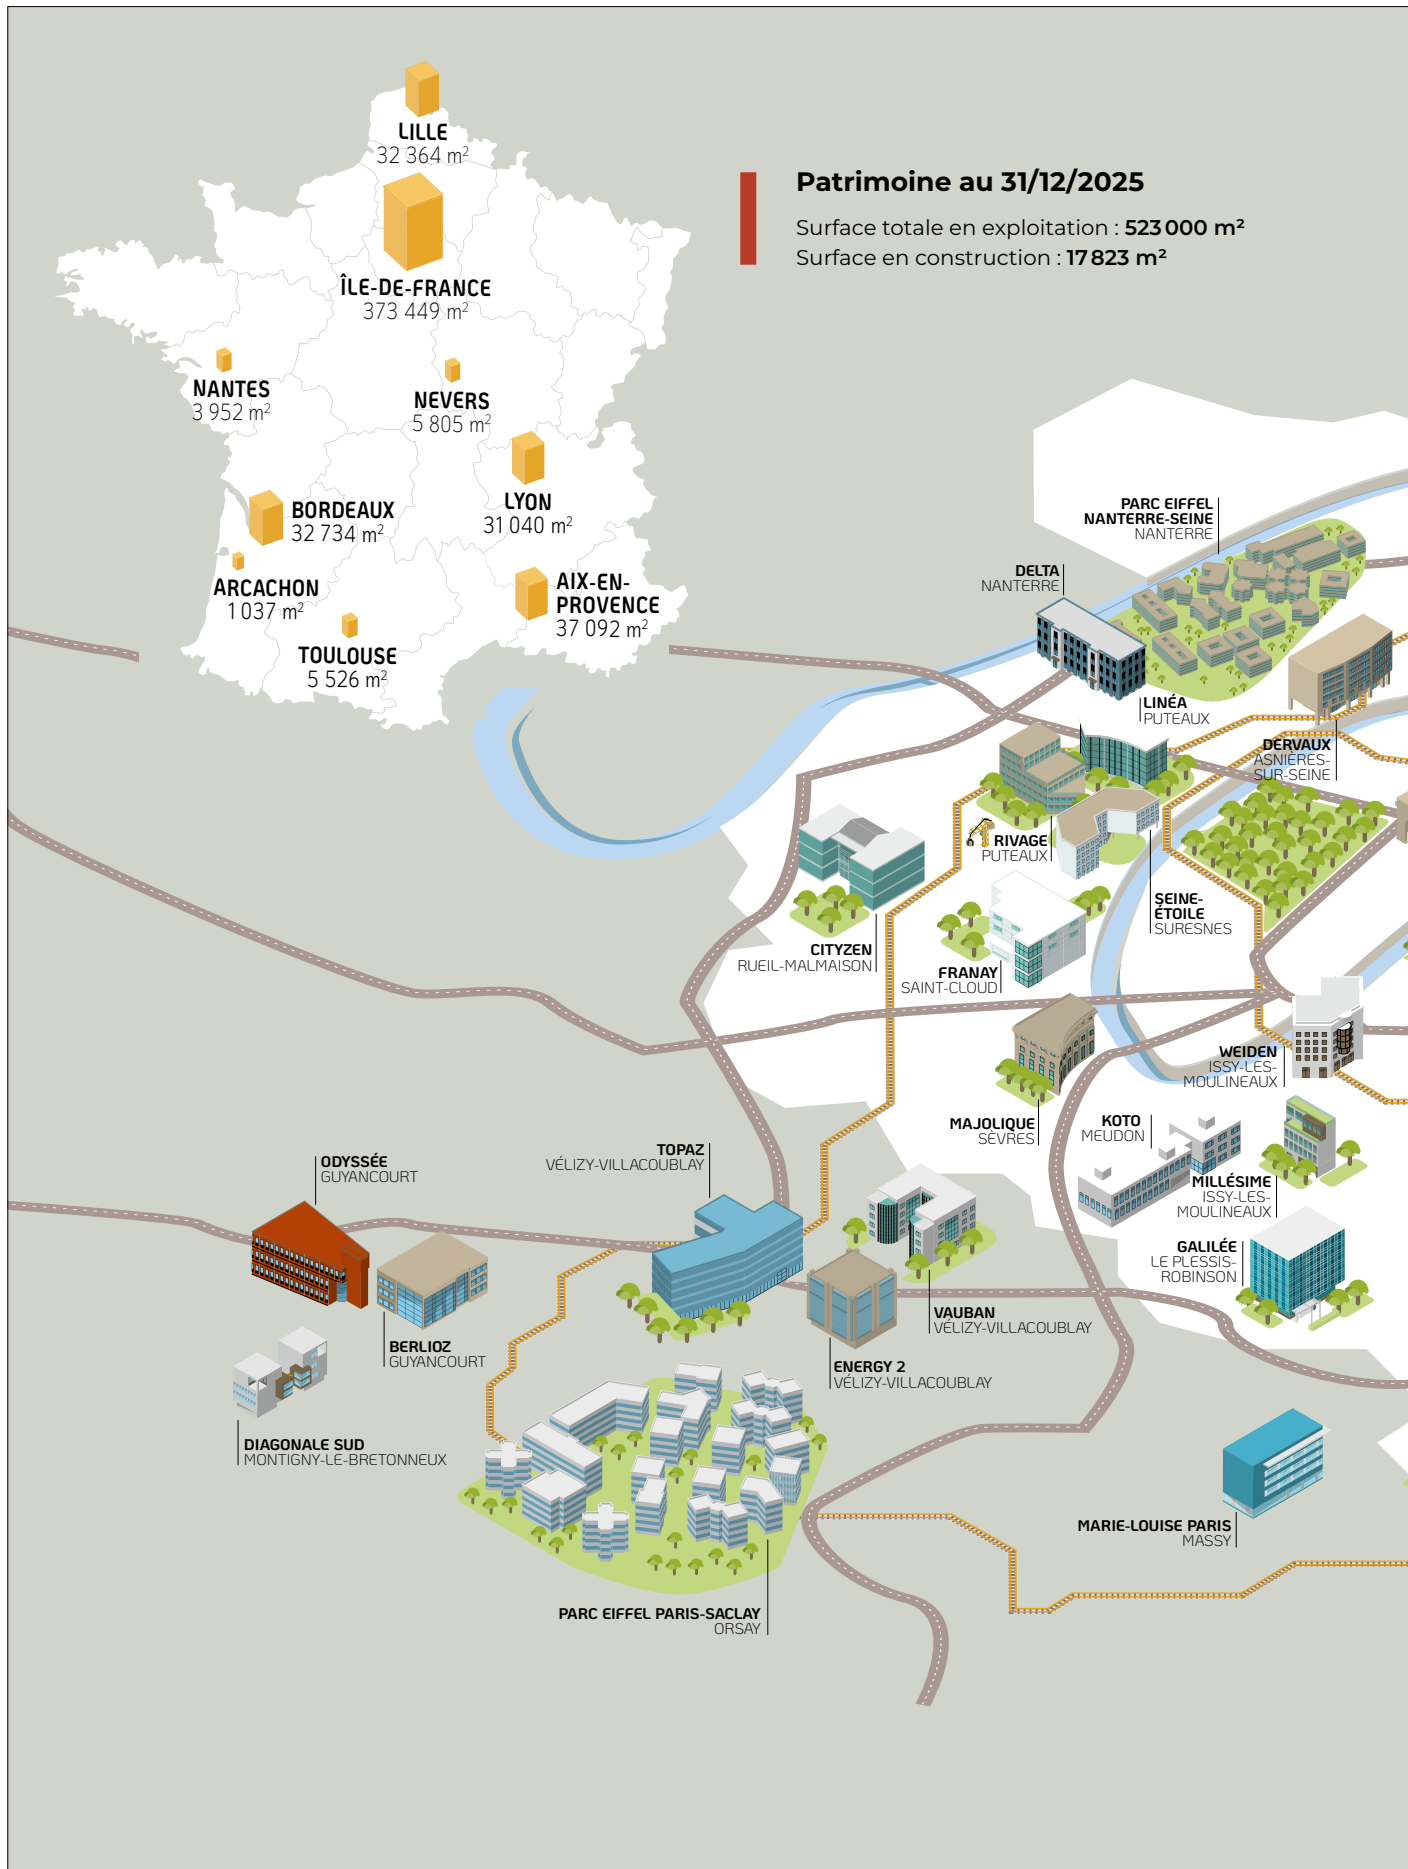 LILLE
32 364 m²
Patrimoine au 31/12/2025
Surface totale en exploitation : 523 000 m²
Surface en construction : 17 823 m²
ÎLE-DE-FRANCE
373 449 m²
NANTES
3 952 m²
NEVERS
5 805 m²
LYON
31 040 m²
BORDEAUX
32 734 m²
ARCACHON
1 037 m²
AIX-EN-
PROVENCE
37 092 m²
TOULOUSE
5 526 m²
PARC EIFFEL
NANTERRE-SEINE
NANTERRE
DELTA
NANTERRE
LINÉA
PUTEAUX
DERVAUX
ASNIÈRES-
SUR-SEINE
RIVAGE
PUTEAUX
SEINE-
ÉTOILE
SURESNES
CITYZEN
RUEIL-MALMAISON
FRANAY
SAINT-CLOUD
WEIDEN
ISSY-LES-
MOULINEAUX
MAJOLIQUE
SÈVRES
KOTO
MEUDON
MILLÉSIME
ISSY-LES-
MOULINEAUX
TOPAZ
VÉLIZY-VILLACOUBLAY
ODYSSÉE
GUYANCOURT
GALILÉE
LE PLESSIS-
ROBINSON
VAUBAN
VÉLIZY-VILLACOUBLAY
BERLIOZ
GUYANCOURT
ENERGY 2
VÉLIZY-VILLACOUBLAY
DIAGONALE SUD
MONTIGNY-LE-BRETONNEUX
MARIE-LOUISE PARIS
MASSY
PARC EIFFEL PARIS-SACLAY
ORSAY